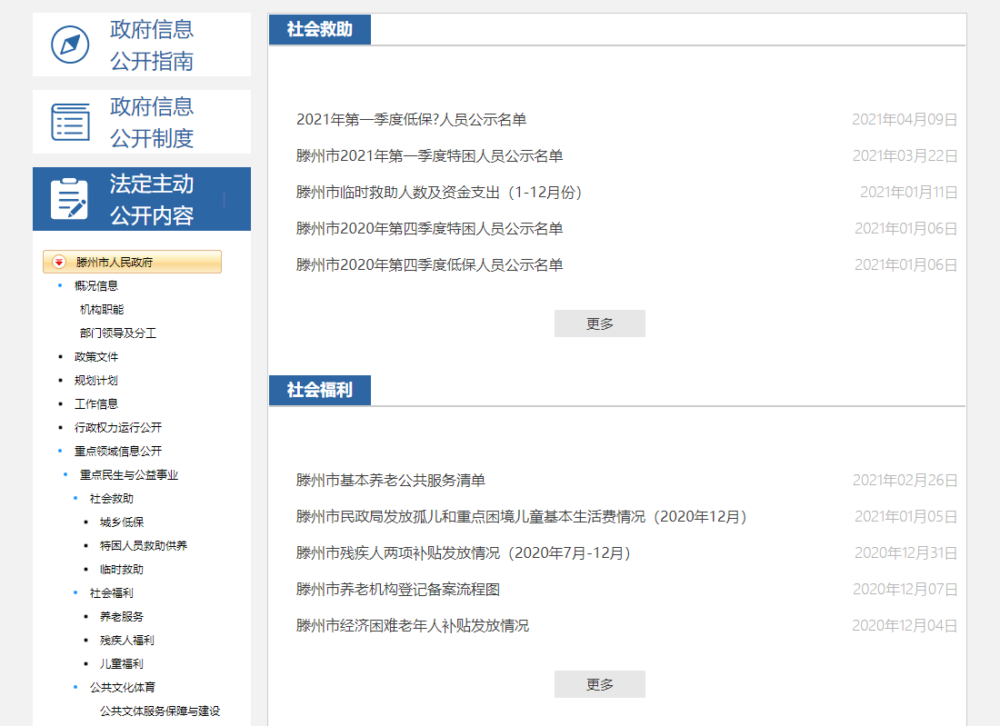 政府信息
公开指南
政府信息
公开制度
法定主动
公开内容
滕州市人民政府
概况信息
机构职能
部门领导及分工
政策文件
规划计划
工作信息
行政权力运行公开
重点领域信息公开
重点民生与公益事业
社会救助
城乡低保
特困人员救助供养
临时救助
社会福利
养老服务
残疾人福利
儿童福利
公共文化体育
公共文体服务保障与建设
社会救助
2021年第一季度低保?人员公示名单 2021年04月09日
滕州市2021年第一季度特困人员公示名单 2021年03月22日
滕州市临时救助人数及资金支出（1-12月份） 2021年01月11日
滕州市2020年第四季度特困人员公示名单 2021年01月06日
滕州市2020年第四季度低保人员公示名单 2021年01月06日
更多
社会福利
滕州市基本养老公共服务清单 2021年02月26日
滕州市民政局发放孤儿和重点困境儿童基本生活费情况（2020年12月） 2021年01月05日
滕州市残疾人两项补贴发放情况（2020年7月-12月） 2020年12月31日
滕州市养老机构登记备案流程图 2020年12月07日
滕州市经济困难老年人补贴发放情况 2020年12月04日
更多